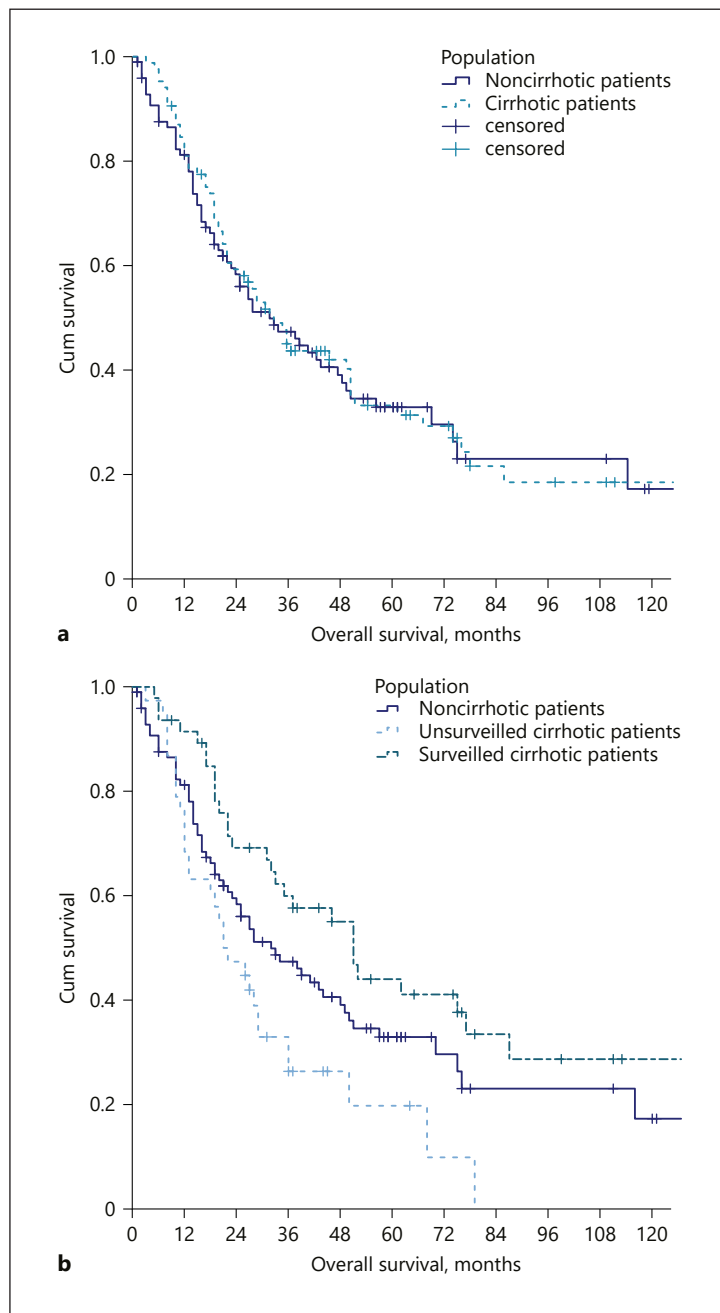 Population
Noncirrhotic patients
Cirrhotic patients
censored
censored
1.0
0.8
0.6
0.4
0.2
0
Cum survival
0 12 24 36 48 60 72 84 96 108 120
Overall survival, months
a
Population
Noncirrhotic patients
Unsurveilled cirrhotic patients
Surveilled cirrhotic patients
1.0
0.8
0.6
0.4
0.2
0
Cum survival
0 12 24 36 48 60 72 84 96 108 120
Overall survival, months
b